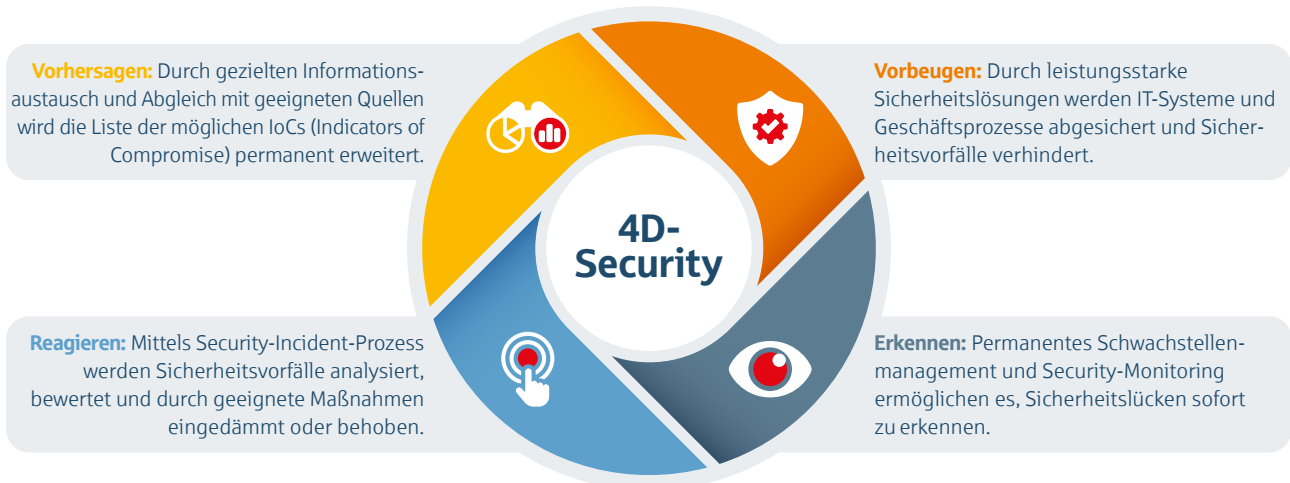 Vorhersagen: Durch gezielten Informations-
austausch und Abgleich mit geeigneten Quellen
wird die Liste der möglichen IoCs (Indicators of
Compromise) permanent erweitert.
Vorbeugen: Durch leistungsstarke
Sicherheitslösungen werden IT-Systeme und
Geschäftsprozesse abgesichert und Sicher-
heitsvorfälle verhindert.
4D-
Security
Reagieren: Mittels Security-Incident-Prozess
werden Sicherheitsvorfälle analysiert,
bewertet und durch geeignete Maßnahmen
eingedämmt oder behoben.
Erkennen: Permanentes Schwachstellen-
management und Security-Monitoring
ermöglichen es, Sicherheitslücken sofort
zu erkennen.